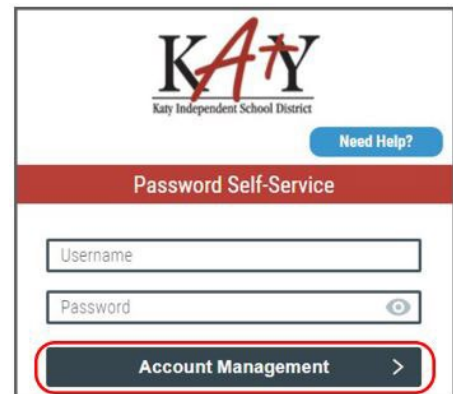 KATY
Katy Independent School District
Need Help?
Password Self-Service
Username
Password
Account Management >